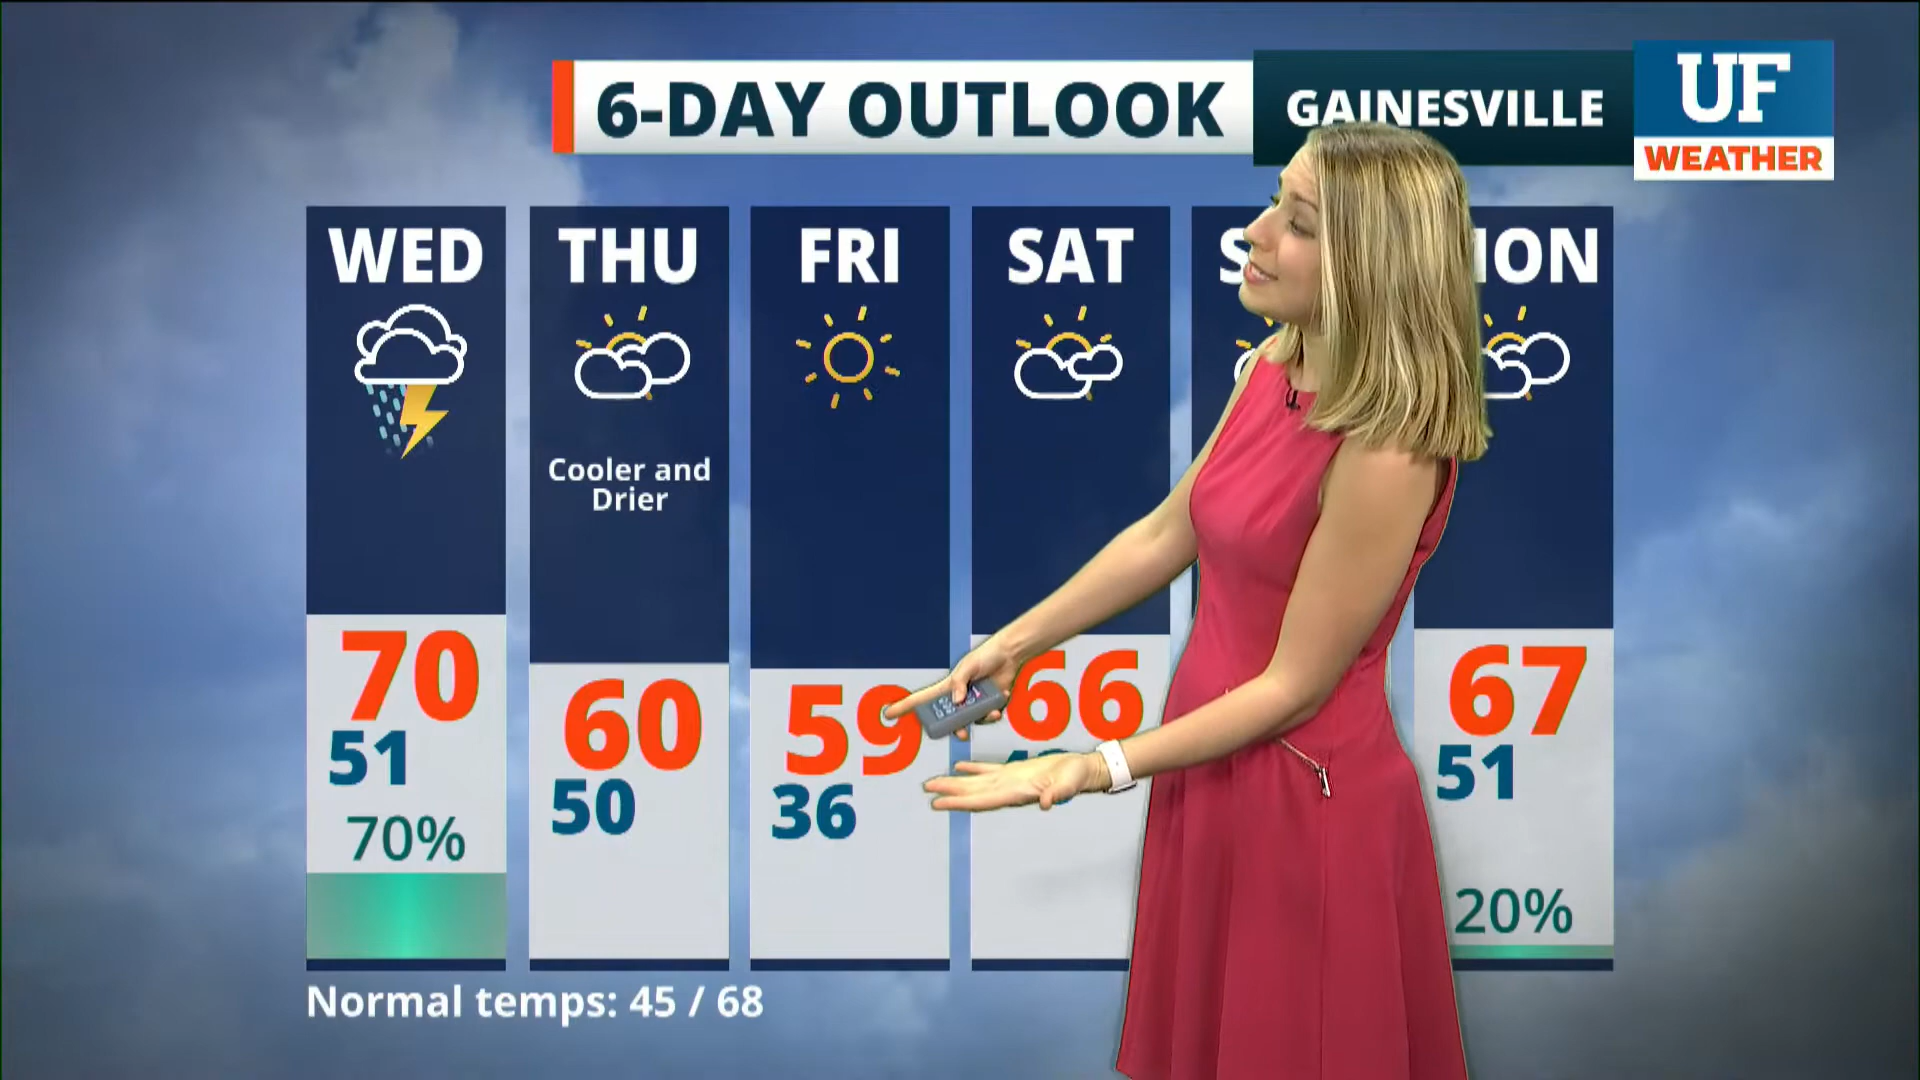 6-DAY OUTLOOK
GAINESVILLE
UF
WEATHER
WED
THU
FRI
SAT
Cooler and
Drier
70
51
70%
60
50
59
36
66
67
51
20%
Normal temps: 45 / 68